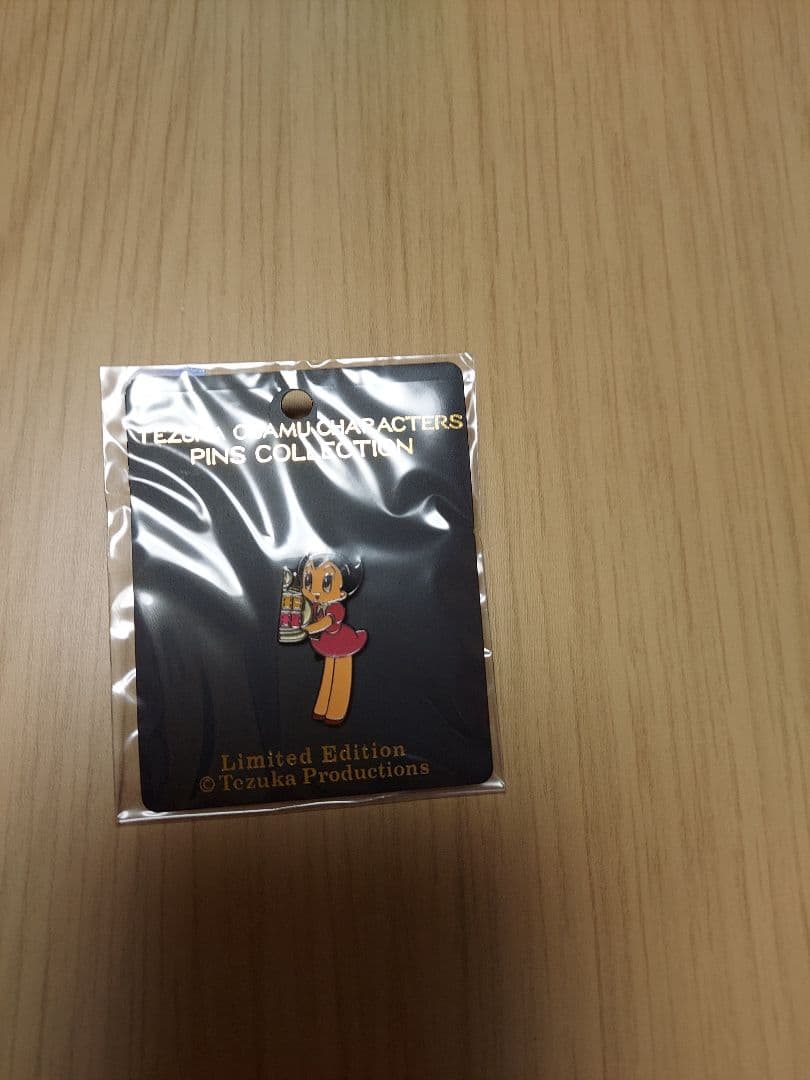 TEZUKA OSAMU CHARACTERS
PINS COLLECTION
Limited Edition
© Tezuka Productions